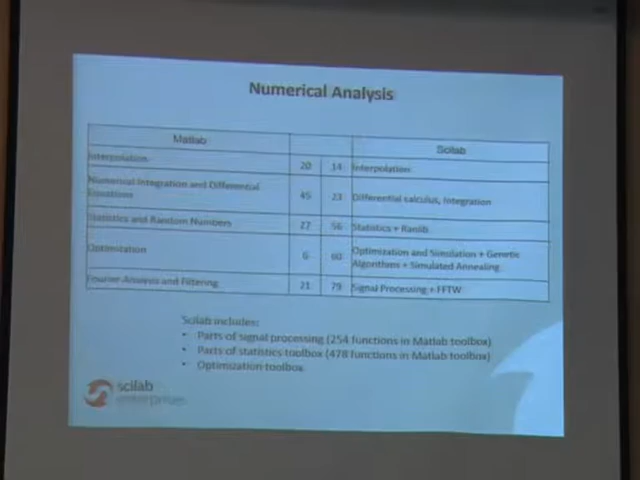 Numerical Analysis
Matlab Scilab
Interpolation 20 14 Interpolation
Numerical Integration and Differential
Equations 45 23 Differential calculus, Integration
Statistics and Random Numbers 27 56 Statistics + Ranlib
Optimization 6 60 Optimization and Simulation + Genetic
Algorithms + Simulated Annealing
Fourier Analysis and Filtering 21 79 Signal Processing + FFTW
Scilab includes:
• Parts of signal processing (254 functions in Matlab toolbox)
• Parts of statistics toolbox (478 functions in Matlab toolbox)
• Optimization toolbox
scilab
enterprises